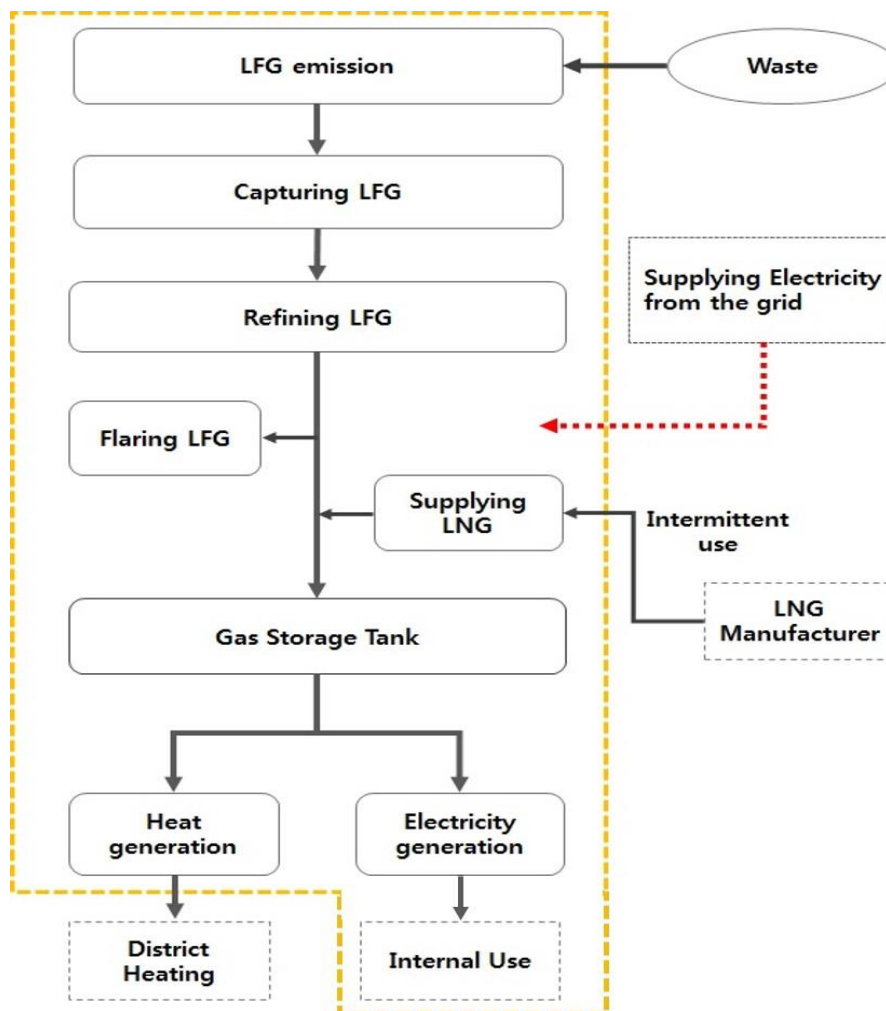 LFG emission
Waste
Capturing LFG
Supplying Electricity
from the grid
Refining LFG
Flaring LFG
Supplying
LNG
Intermittent
use
LNG
Manufacturer
Gas Storage Tank
Heat
generation
Electricity
generation
District
Heating
Internal Use